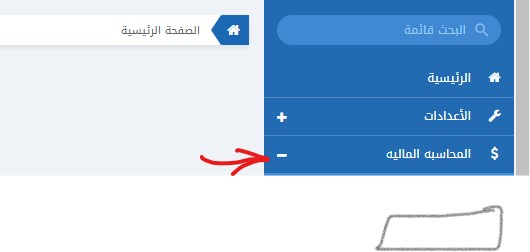 البحث قائمة
الصفحة الرئيسية
الرئيسية
الأعدادات
المحاسبه الماليه